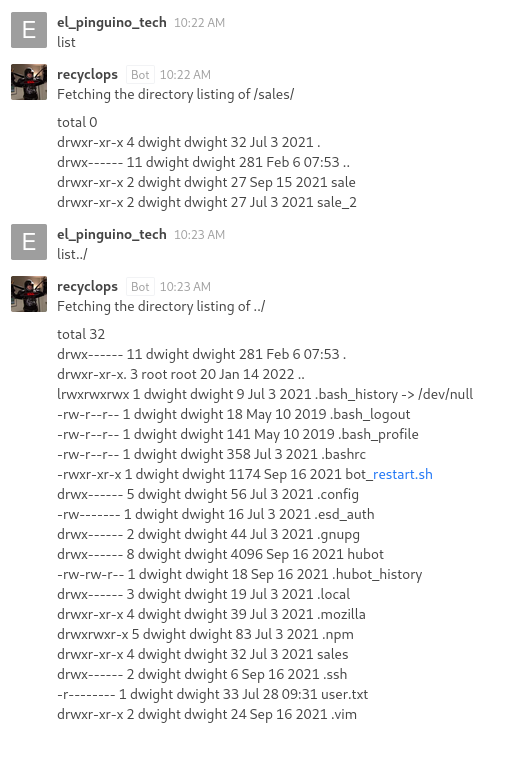 E
el_pinguino_tech 10:22 AM
list
recyclops Bot 10:22 AM
Fetching the directory listing of /sales/
total 0
drwxr-xr-x 4 dwight dwight 32 Jul 3 2021 .
drwx------ 11 dwight dwight 281 Feb 6 07:53 ..
drwxr-xr-x 2 dwight dwight 27 Sep 15 2021 sale
drwxr-xr-x 2 dwight dwight 27 Jul 3 2021 sale_2
E
el_pinguino_tech 10:23 AM
list../
recyclops Bot 10:23 AM
Fetching the directory listing of ../
total 32
drwx------ 11 dwight dwight 281 Feb 6 07:53 .
drwxr-xr-x. 3 root root 20 Jan 14 2022 ..
lrwxrwxrwx 1 dwight dwight 9 Jul 3 2021 .bash_history -> /dev/null
-rw-r--r-- 1 dwight dwight 18 May 10 2019 .bash_logout
-rw-r--r-- 1 dwight dwight 141 May 10 2019 .bash_profile
-rw-r--r-- 1 dwight dwight 358 Jul 3 2021 .bashrc
-rwxr-xr-x 1 dwight dwight 1174 Sep 16 2021 bot_restart.sh
drwx------ 5 dwight dwight 56 Jul 3 2021 .config
-rw------- 1 dwight dwight 16 Jul 3 2021 .esd_auth
drwx------ 2 dwight dwight 44 Jul 3 2021 .gnupg
drwx------ 8 dwight dwight 4096 Sep 16 2021 hubot
-rw-rw-r-- 1 dwight dwight 18 Sep 16 2021 .hubot_history
drwx------ 3 dwight dwight 19 Jul 3 2021 .local
drwxr-xr-x 4 dwight dwight 39 Jul 3 2021 .mozilla
drwxrwxr-x 5 dwight dwight 83 Jul 3 2021 .npm
drwxr-xr-x 4 dwight dwight 32 Jul 3 2021 sales
drwx------ 2 dwight dwight 6 Sep 16 2021 .ssh
-r-------- 1 dwight dwight 33 Jul 28 09:31 user.txt
drwxr-xr-x 2 dwight dwight 24 Sep 16 2021 .vim